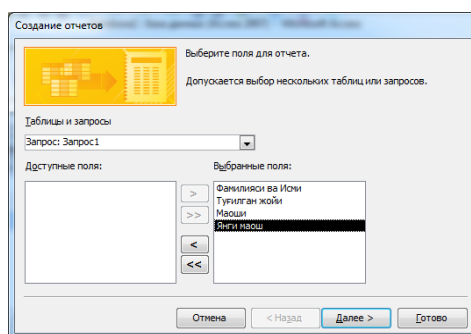 Создание отчетов
Выберите поля для отчета.
Допускается выбор нескольких таблиц или запросов.
Таблицы и запросы
Запрос: Запрос1
Доступные поля:
Выбранные поля:
Фамилияси ва Исми
Туғилган жойи
Маоши
Янги маош
>
>>
<
<<
Отмена
< Назад
Далее >
Готово